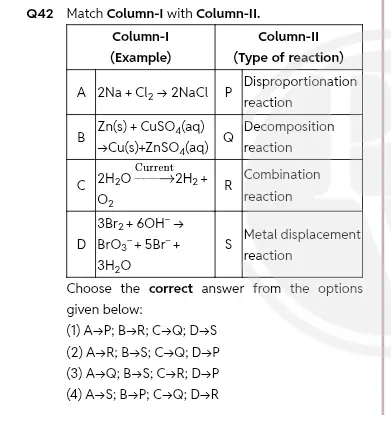 Q42 Match Column-I with Column-II.
Column-I
(Example)
Column-II
(Type of reaction)
A 2Na + Cl₂ → 2NaCl P Disproportionation
reaction
B Zn(s) + CuSO₄(aq)
→Cu(s)+ZnSO₄(aq)
Q Decomposition
reaction
C 2H₂O Current→2H₂ +
O₂
R Combination
reaction
D 3Br₂ + 6OH⁻ →
BrO₃⁻ + 5Br⁻ +
3H₂O
S Metal displacement
reaction
Choose the correct answer from the options
given below:
(1) A→P; B→R; C→Q; D→S
(2) A→R; B→S; C→Q; D→P
(3) A→Q; B→S; C→R; D→P
(4) A→S; B→P; C→Q; D→R